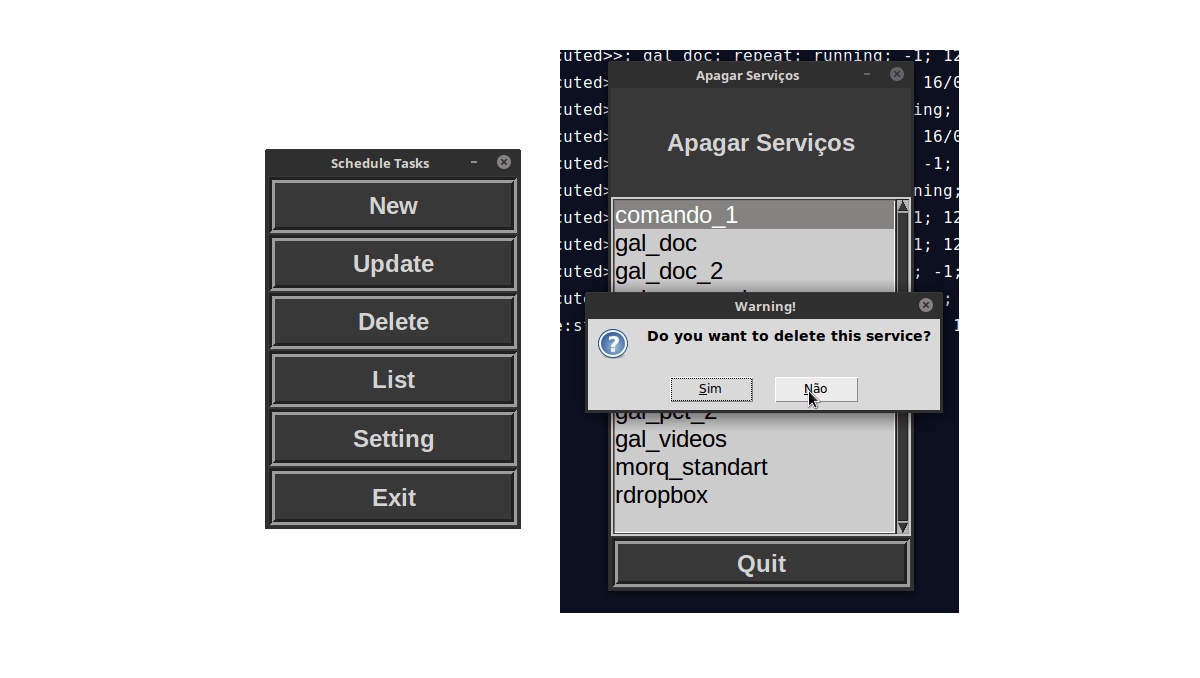 Schedule Tasks
New
Update
Delete
List
Setting
Exit
cuted>>; gal_doc; repeat; running; -1; 12
cuted> 16/0
cuted> ing;
cuted> 16/0
cuted> -1;
cuted> ning;
cuted> 1; 12
cuted> 1; 12
cuted> ; -1;
cute ;
e:s 1
Apagar Serviços
Apagar Serviços
comando_1
gal_doc
gal_doc_2
Warning!
Do you want to delete this service?
Sim
Não
gal_pet_2
gal_videos
morq_standart
rdropbox
Quit